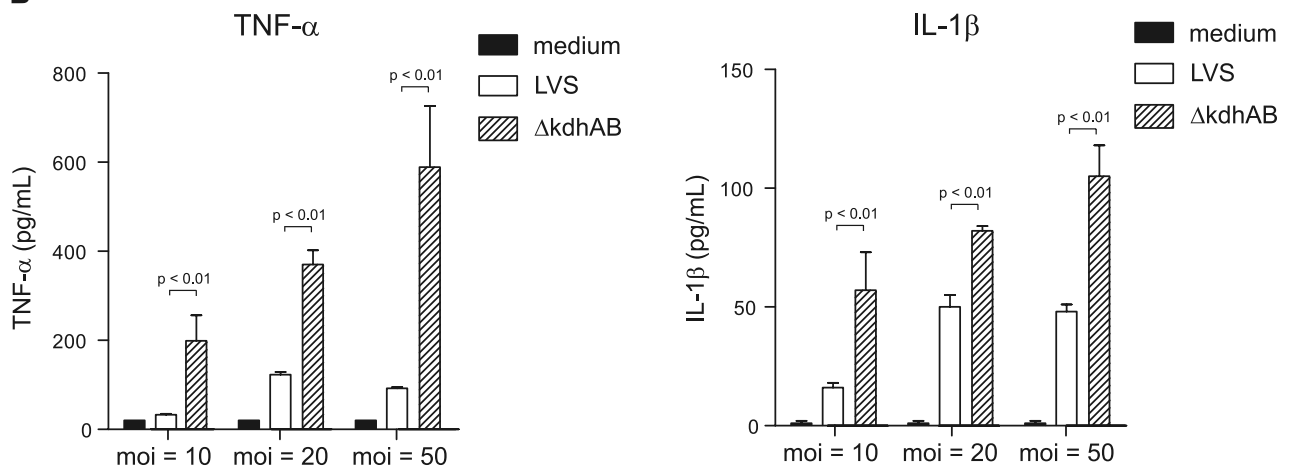 TNF-α
medium
LVS
ΔkdhAB
TNF-α (pg/mL)
800
600
400
200
0
p < 0.01
p < 0.01
p < 0.01
moi = 10 moi = 20 moi = 50
IL-1β
medium
LVS
ΔkdhAB
IL-1β (pg/mL)
150
100
50
0
p < 0.01
p < 0.01
p < 0.01
moi = 10 moi = 20 moi = 50